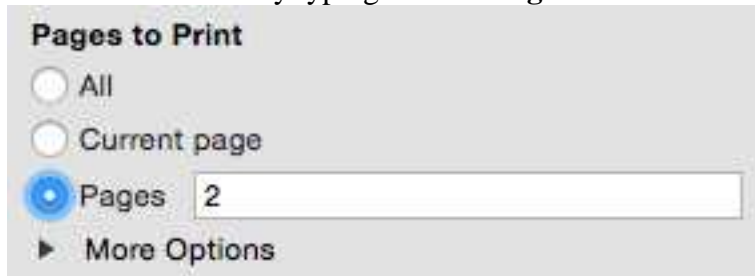 Pages to Print
All
Current page
Pages 2
More Options